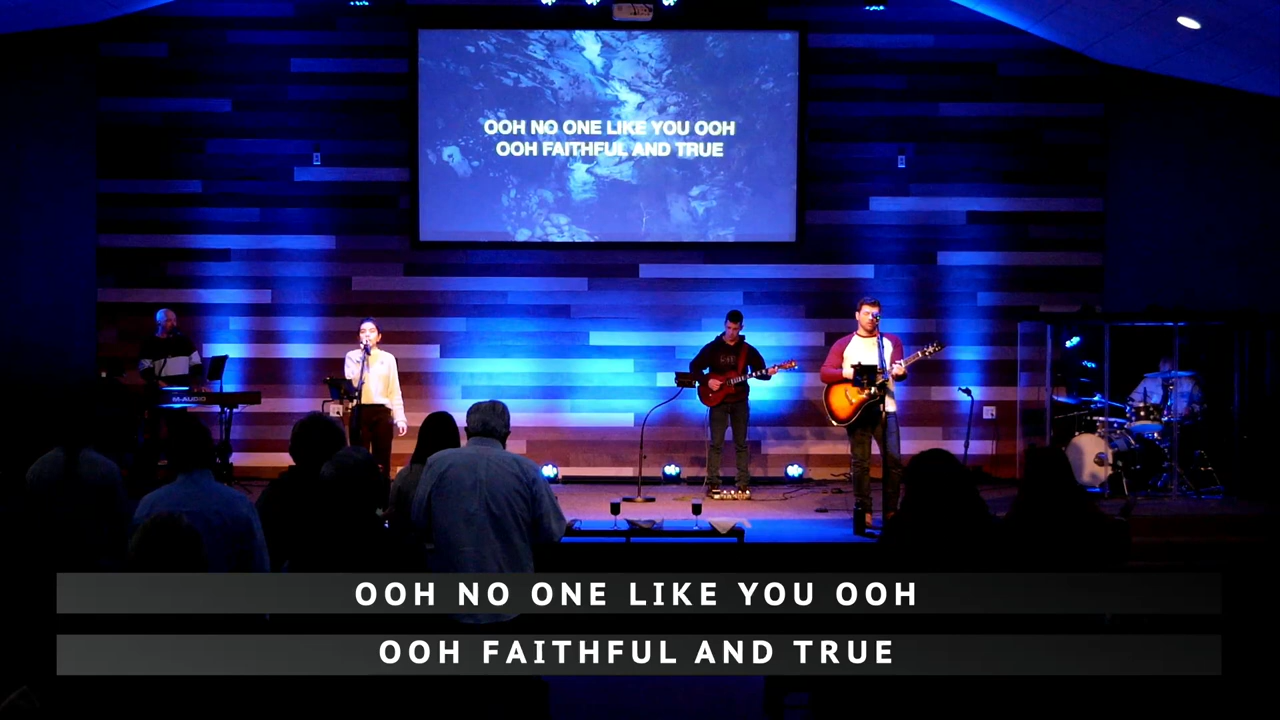 OOH NO ONE LIKE YOU OOH
OOH FAITHFUL AND TRUE
M-AUDIO
OOH NO ONE LIKE YOU OOH
OOH FAITHFUL AND TRUE